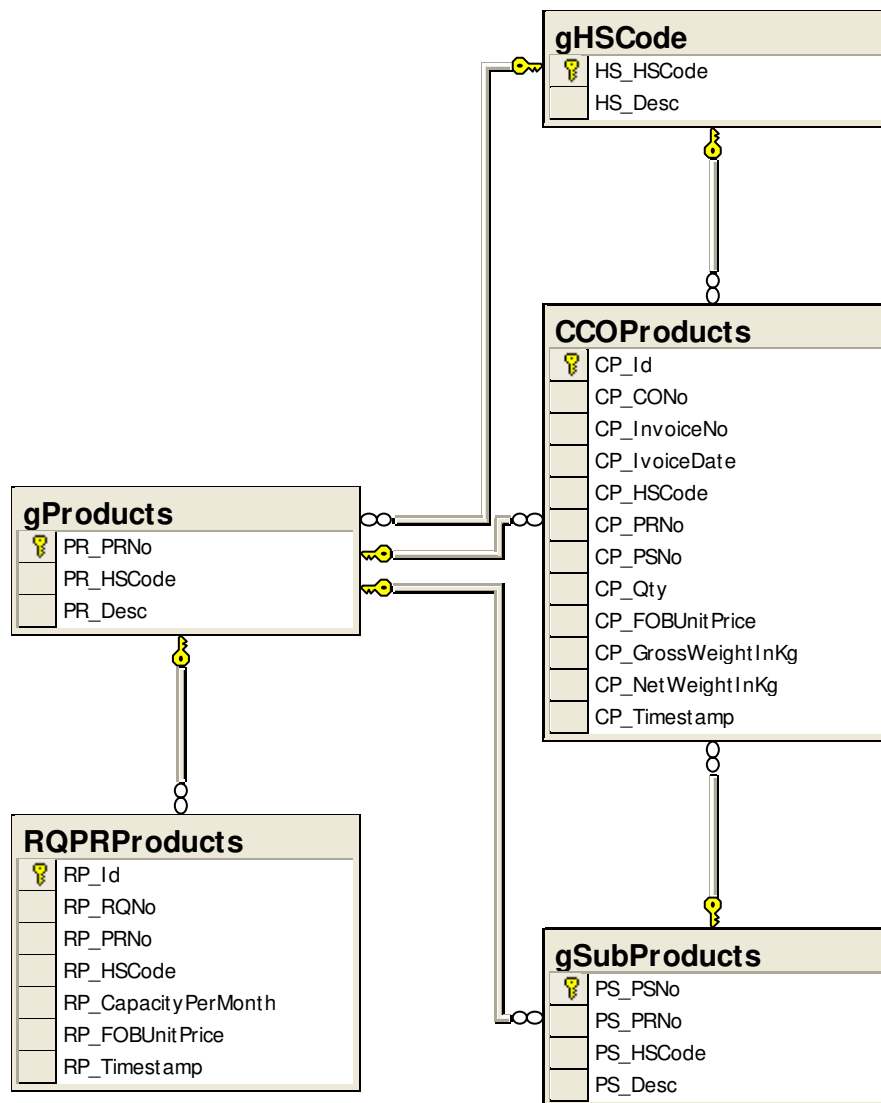 gHSCode
HS_HSCode
HS_Desc
CCOProducts
CP_Id
CP_CONo
CP_InvoiceNo
CP_IvoiceDate
CP_HSCode
CP_PRNo
CP_PSNo
CP_Qty
CP_FOBUnitPrice
CP_GrossWeightInKg
CP_NetWeightInKg
CP_Timestamp
gProducts
PR_PRNo
PR_HSCode
PR_Desc
RQPRProducts
RP_Id
RP_RQNo
RP_PRNo
RP_HSCode
RP_CapacityPerMonth
RP_FOBUnitPrice
RP_Timestamp
gSubProducts
PS_PSNo
PS_PRNo
PS_HSCode
PS_Desc